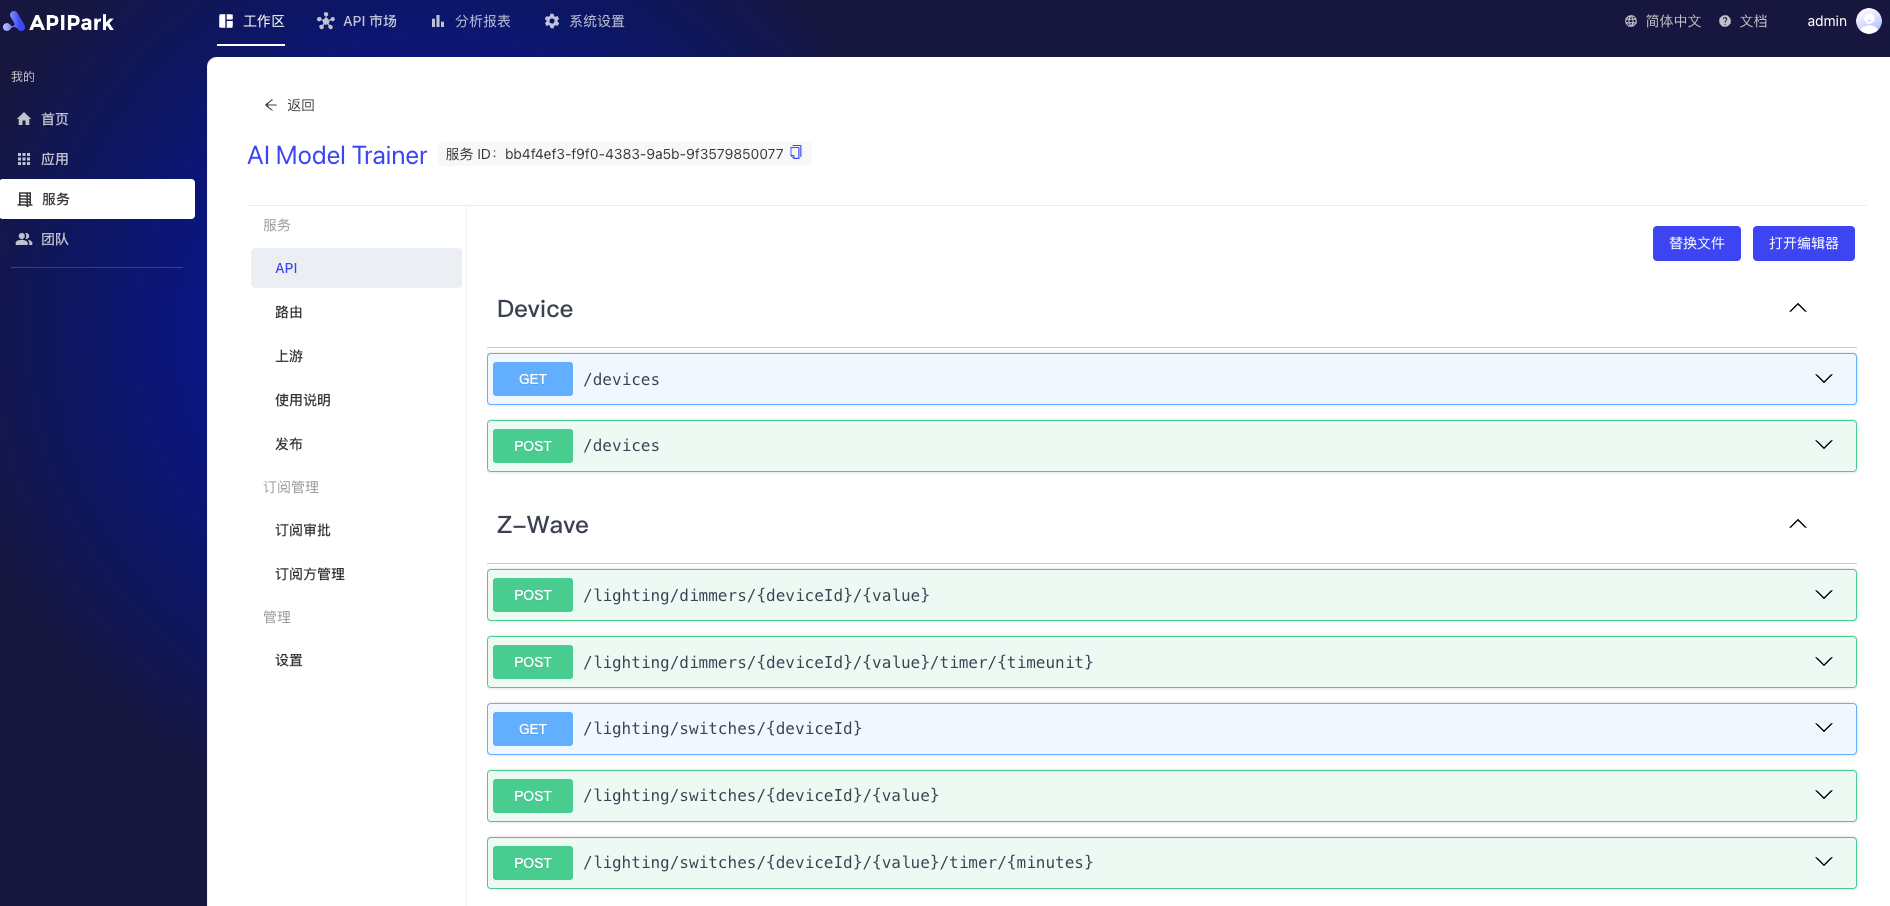 APIPark
工作区
API 市场
分析报表
系统设置
简体中文
文档
admin
我的
首页
应用
服务
团队
返回
AI Model Trainer
服务 ID: bb4f4ef3-f9f0-4383-9a5b-9f3579850077
服务
API
路由
上游
使用说明
发布
订阅管理
订阅审批
订阅方管理
管理
设置
替换文件
打开编辑器
Device
GET /devices
POST /devices
Z-Wave
POST /lighting/dimmers/{deviceId}/{value}
POST /lighting/dimmers/{deviceId}/{value}/timer/{timeunit}
GET /lighting/switches/{deviceId}
POST /lighting/switches/{deviceId}/{value}
POST /lighting/switches/{deviceId}/{value}/timer/{minutes}